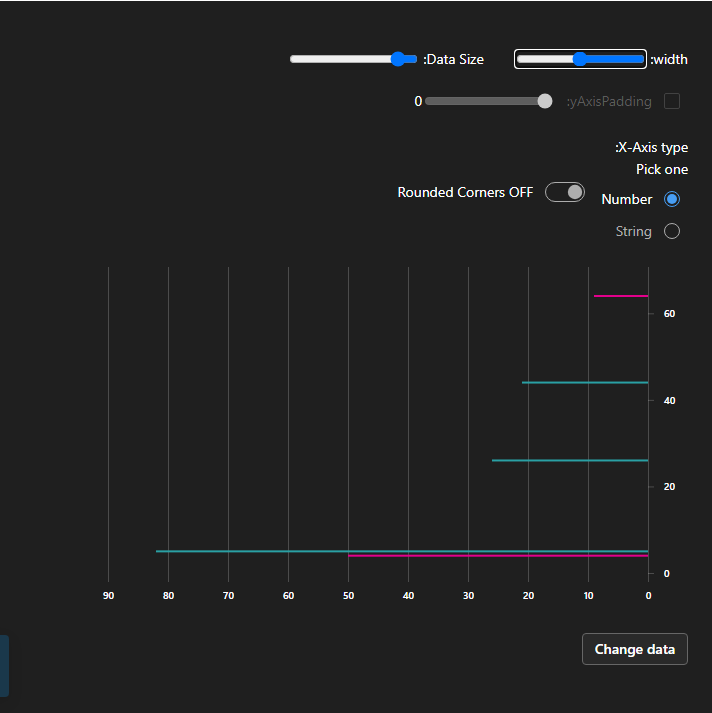 :width
:Data Size
:yAxisPadding
0
:X-Axis type
Pick one
Number
Rounded Corners OFF
String
60
40
20
0
90 80 70 60 50 40 30 20 10 0
Change data